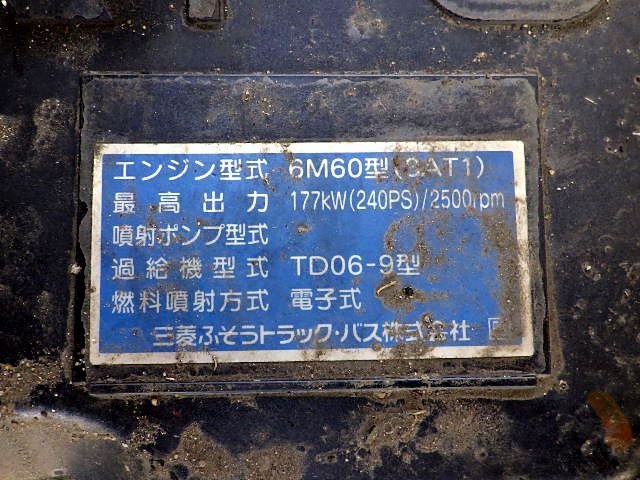 エンジン型式 6M60型(3AT1)
最高出力 177kW(240PS)/2500rpm
噴射ポンプ型式
過給機型式 TD06-9型
燃料噴射方式 電子式
三菱ふそうトラック・バス株式会社